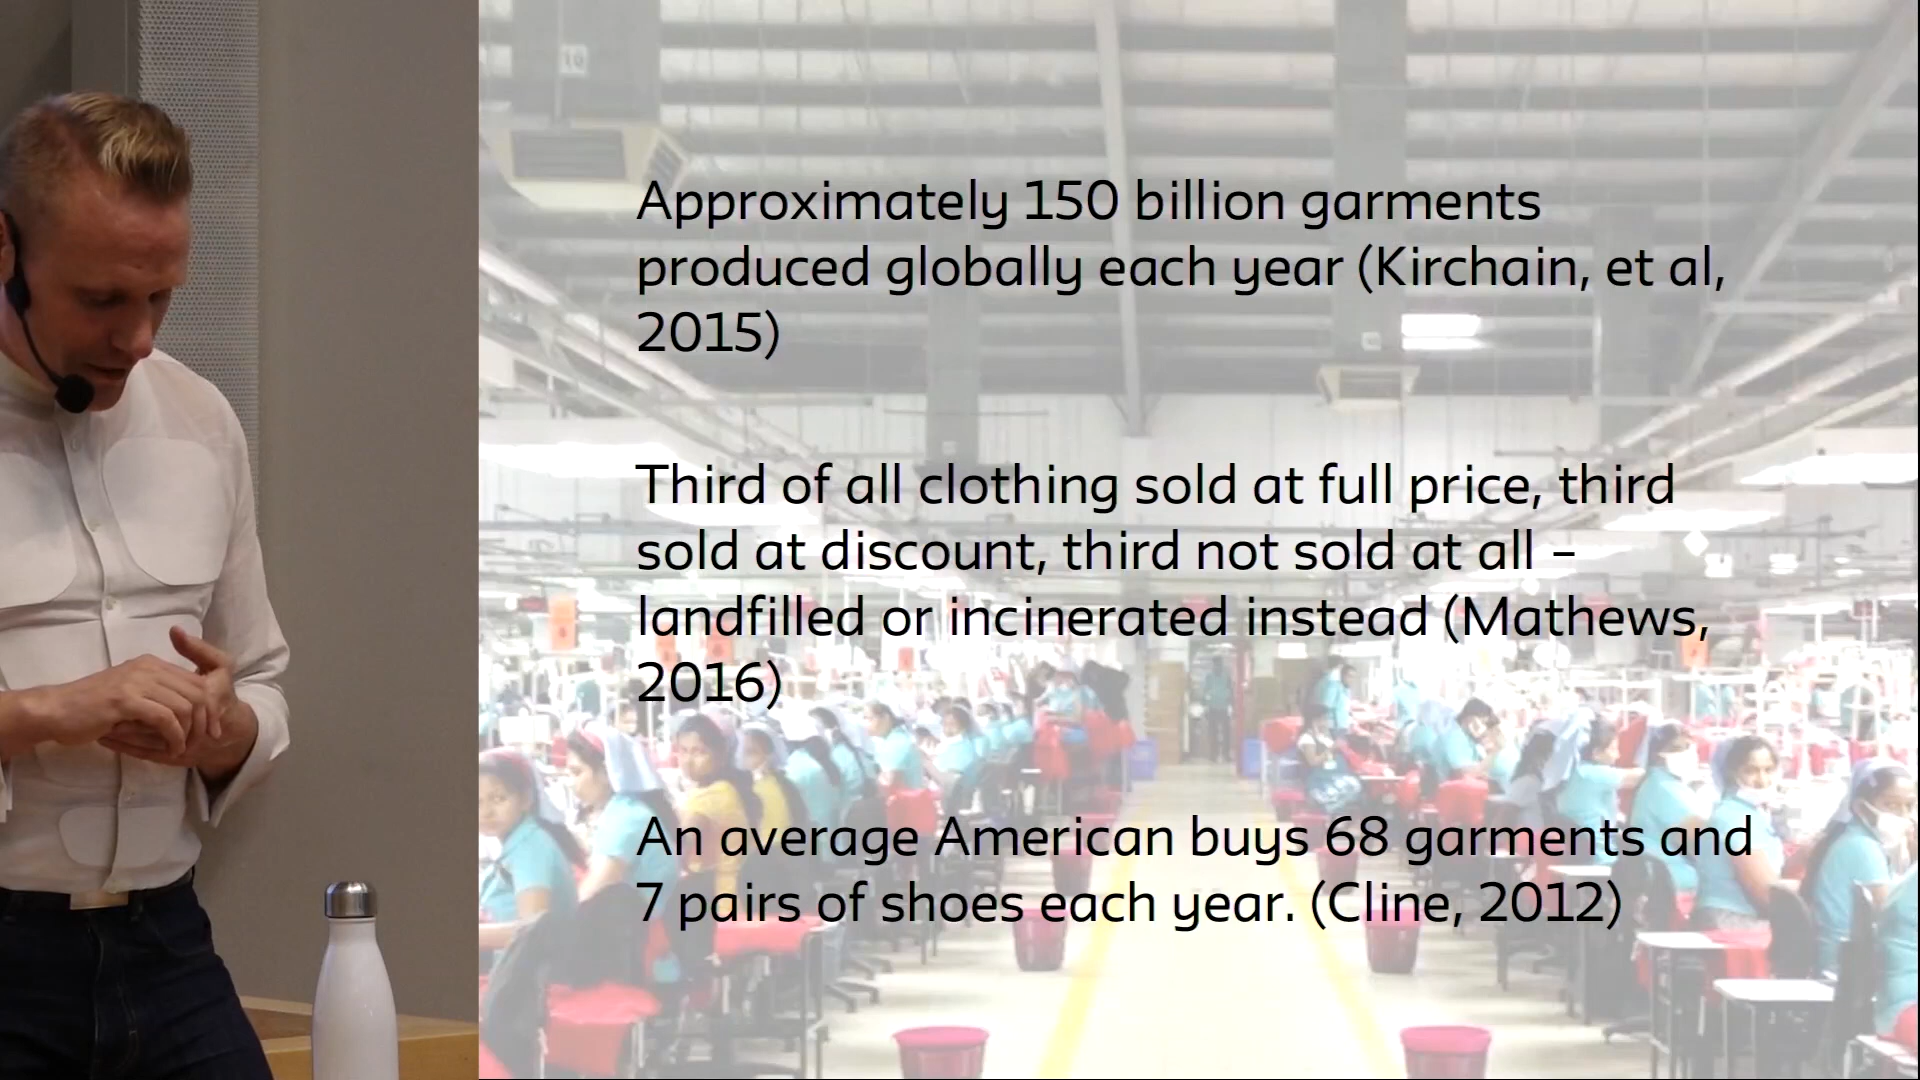 Approximately 150 billion garments
produced globally each year (Kirchain, et al,
2015)
Third of all clothing sold at full price, third
sold at discount, third not sold at all –
landfilled or incinerated instead (Mathews,
2016)
An average American buys 68 garments and
7 pairs of shoes each year. (Cline, 2012)
10